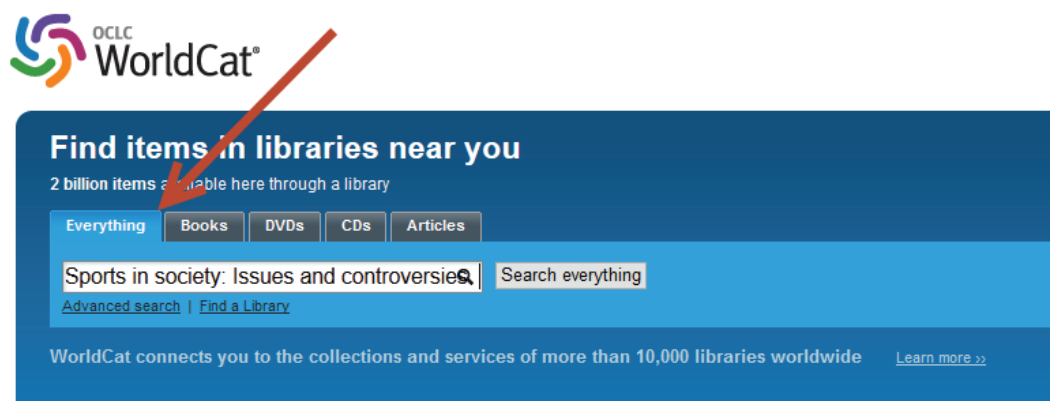 OCLC
WorldCat®
Find items in libraries near you
2 billion items available here through a library
Everything Books DVDs CDs Articles
Sports in society: Issues and controversies Search everything
Advanced search | Find a Library
WorldCat connects you to the collections and services of more than 10,000 libraries worldwide Learn more >>